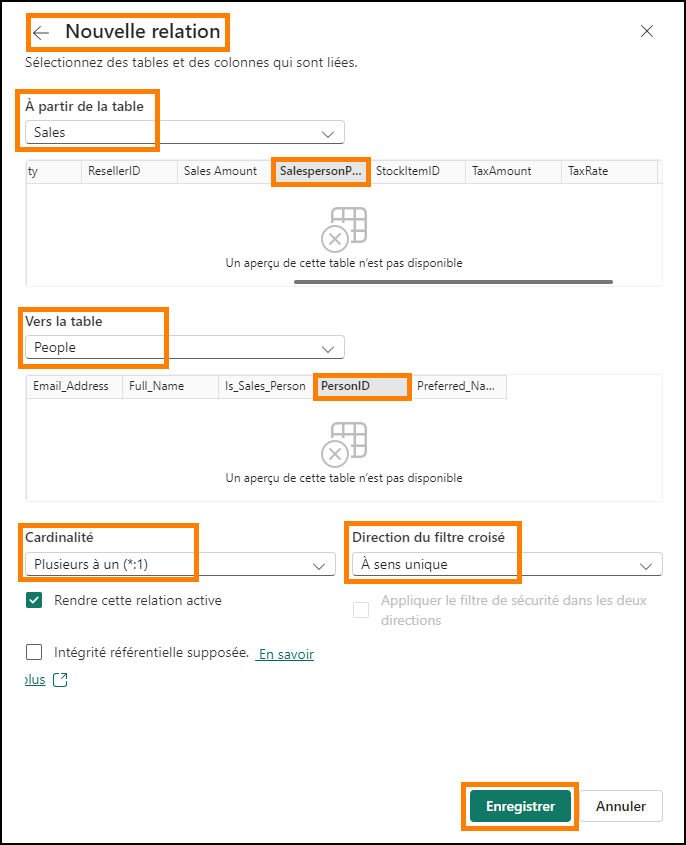 Nouvelle relation
Sélectionnez des tables et des colonnes qui sont liées.
À partir de la table
Sales
ty ResellerID Sales Amount SalespersonP... StockItemID TaxAmount TaxRate
Un aperçu de cette table n'est pas disponible
Vers la table
People
Email_Address Full_Name Is_Sales_Person PersonID Preferred_Na...
Un aperçu de cette table n'est pas disponible
Cardinalité Direction du filtre croisé
Plusieurs à un (*:1) À sens unique
Rendre cette relation active Appliquer le filtre de sécurité dans les deux
directions
Intégrité référentielle supposée. En savoir
plus
Enregistrer Annuler